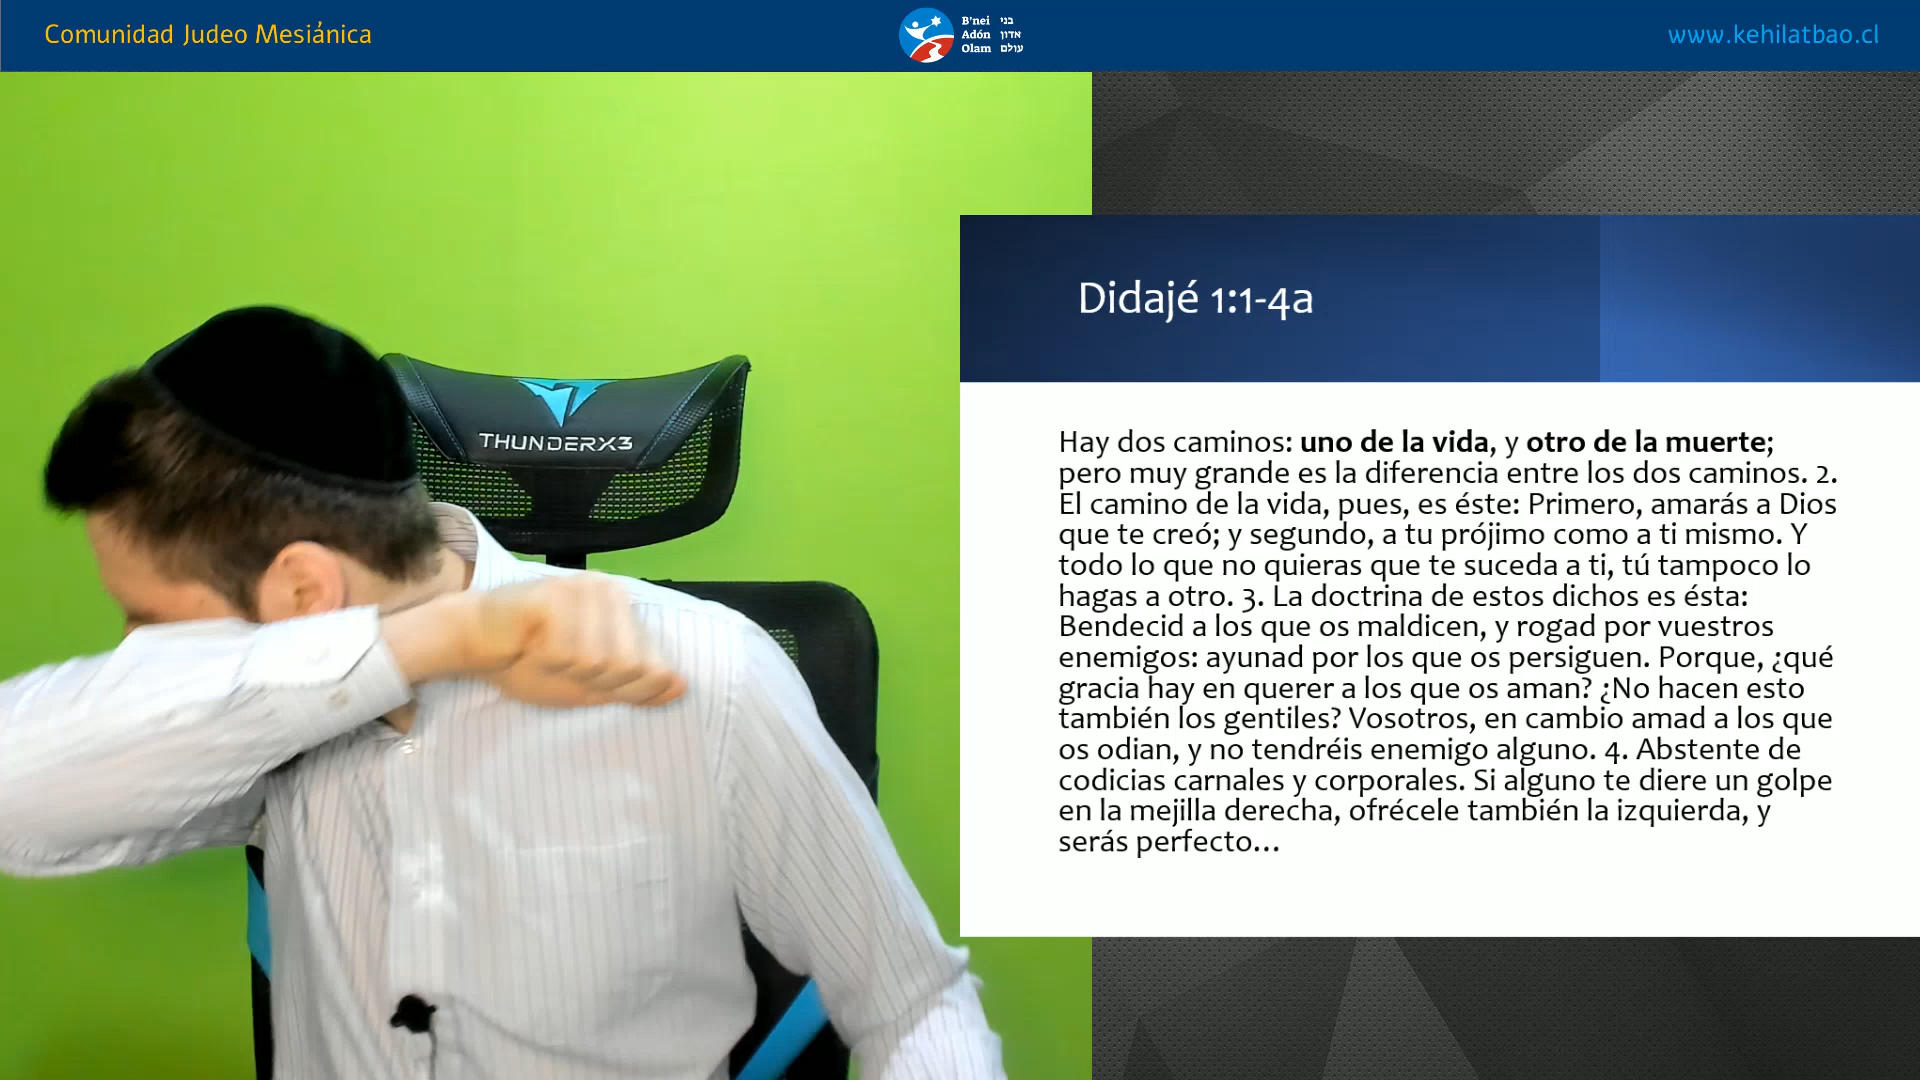 Comunidad Judeo Mesiánica
B'nei בני
Adón אדון
Olam עולם
www.kehilatbao.cl
THUNDERX3
Didajé 1:1-4a
Hay dos caminos: uno de la vida, y otro de la muerte;
pero muy grande es la diferencia entre los dos caminos. 2.
El camino de la vida, pues, es éste: Primero, amarás a Dios
que te creó; y segundo, a tu prójimo como a ti mismo. Y
todo lo que no quieras que te suceda a ti, tú tampoco lo
hagas a otro. 3. La doctrina de estos dichos es ésta:
Bendecid a los que os maldicen, y rogad por vuestros
enemigos: ayunad por los que os persiguen. Porque, ¿qué
gracia hay en querer a los que os aman? ¿No hacen esto
también los gentiles? Vosotros, en cambio amad a los que
os odian, y no tendréis enemigo alguno. 4. Abstente de
codicias carnales y corporales. Si alguno te diere un golpe
en la mejilla derecha, ofrécele también la izquierda, y
serás perfecto...